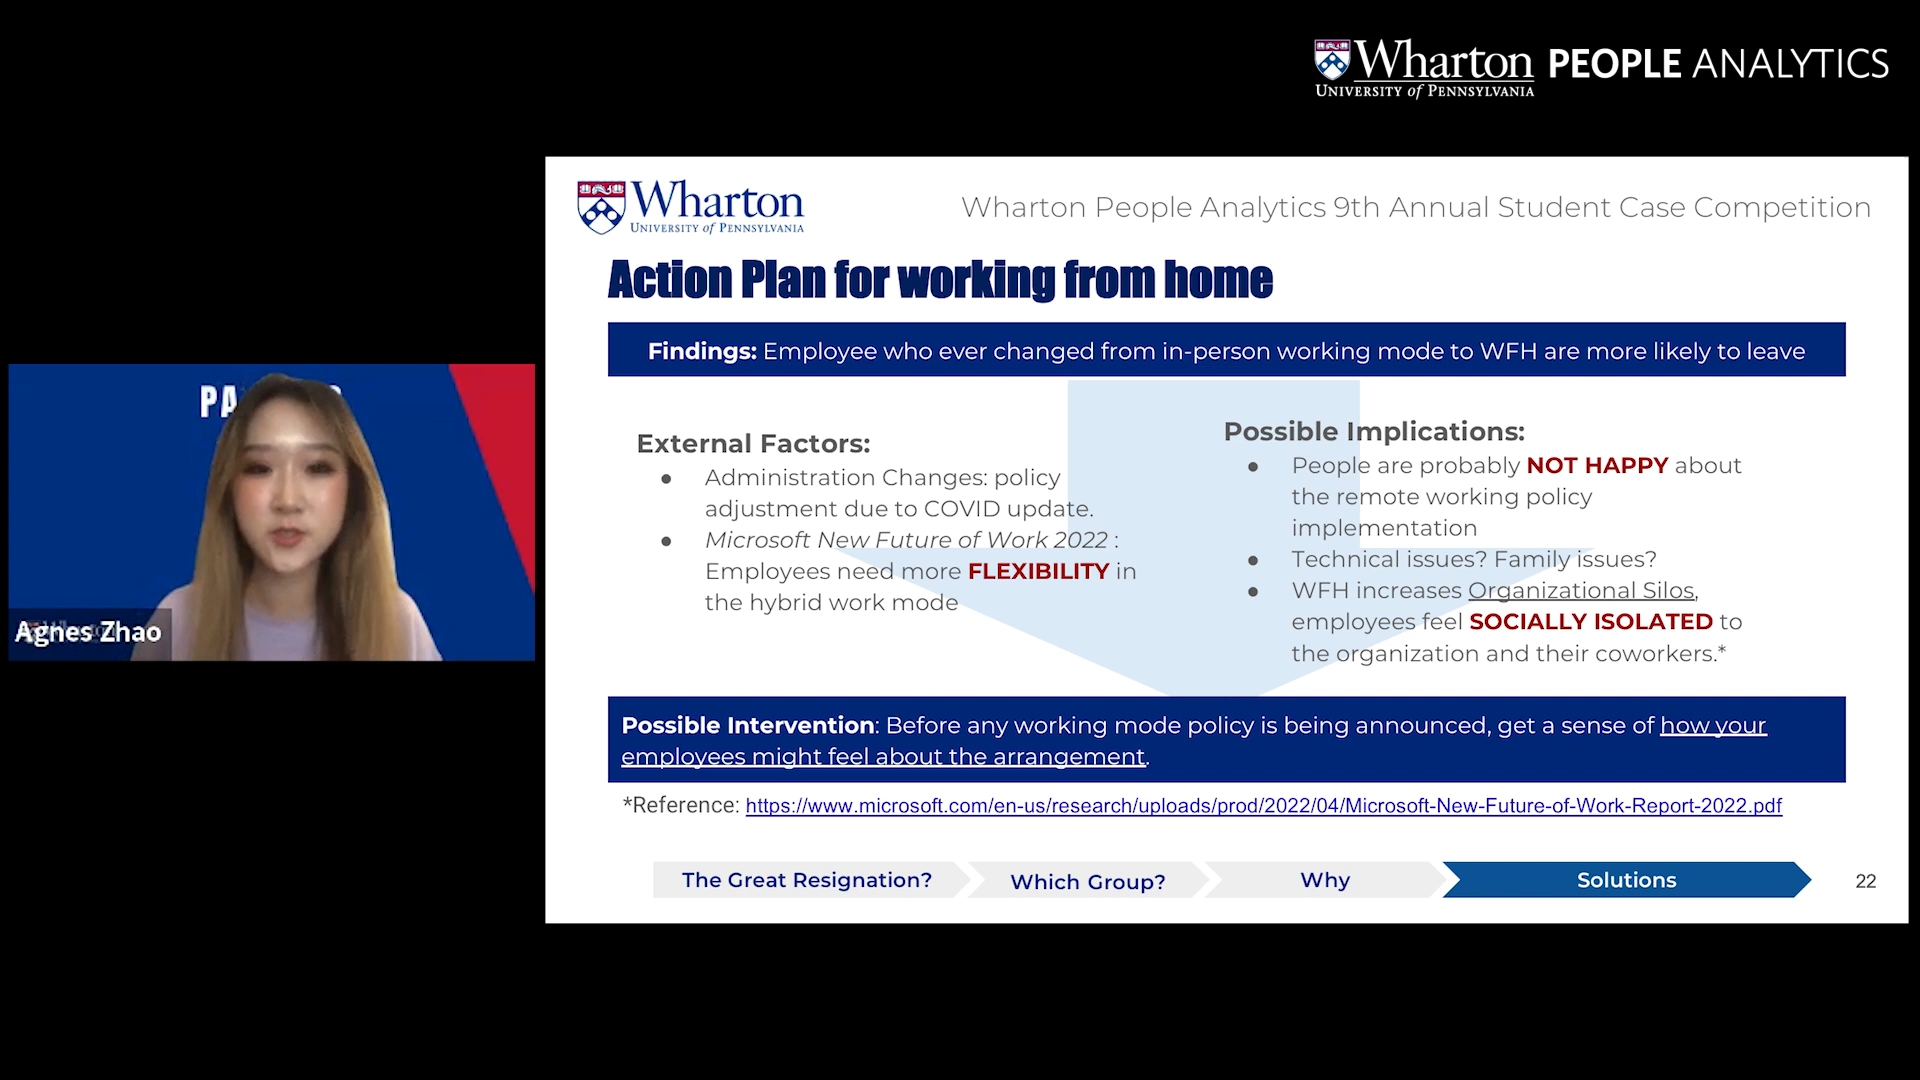 Wharton PEOPLE ANALYTICS
UNIVERSITY of PENNSYLVANIA
Wharton
UNIVERSITY of PENNSYLVANIA
Wharton People Analytics 9th Annual Student Case Competition
Action Plan for working from home
Findings: Employee who ever changed from in-person working mode to WFH are more likely to leave
External Factors:
● Administration Changes: policy
adjustment due to COVID update.
● Microsoft New Future of Work 2022 :
Employees need more FLEXIBILITY in
the hybrid work mode
Possible Implications:
● People are probably NOT HAPPY about
the remote working policy
implementation
● Technical issues? Family issues?
● WFH increases Organizational Silos,
employees feel SOCIALLY ISOLATED to
the organization and their coworkers.*
Possible Intervention: Before any working mode policy is being announced, get a sense of how your
employees might feel about the arrangement.
*Reference: https://www.microsoft.com/en-us/research/uploads/prod/2022/04/Microsoft-New-Future-of-Work-Report-2022.pdf
The Great Resignation?
Which Group?
Why
Solutions
22
Agnes Zhao